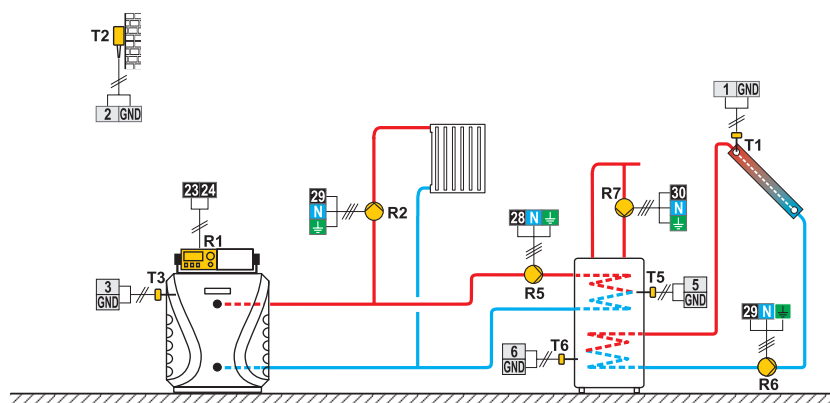 T2
2 GND
1 GND
T1
23 24
R1
29
N
R2
28 N
R5
R7
30
N
3
GND
T3
T5
5
GND
6
GND
T6
29 N
R6